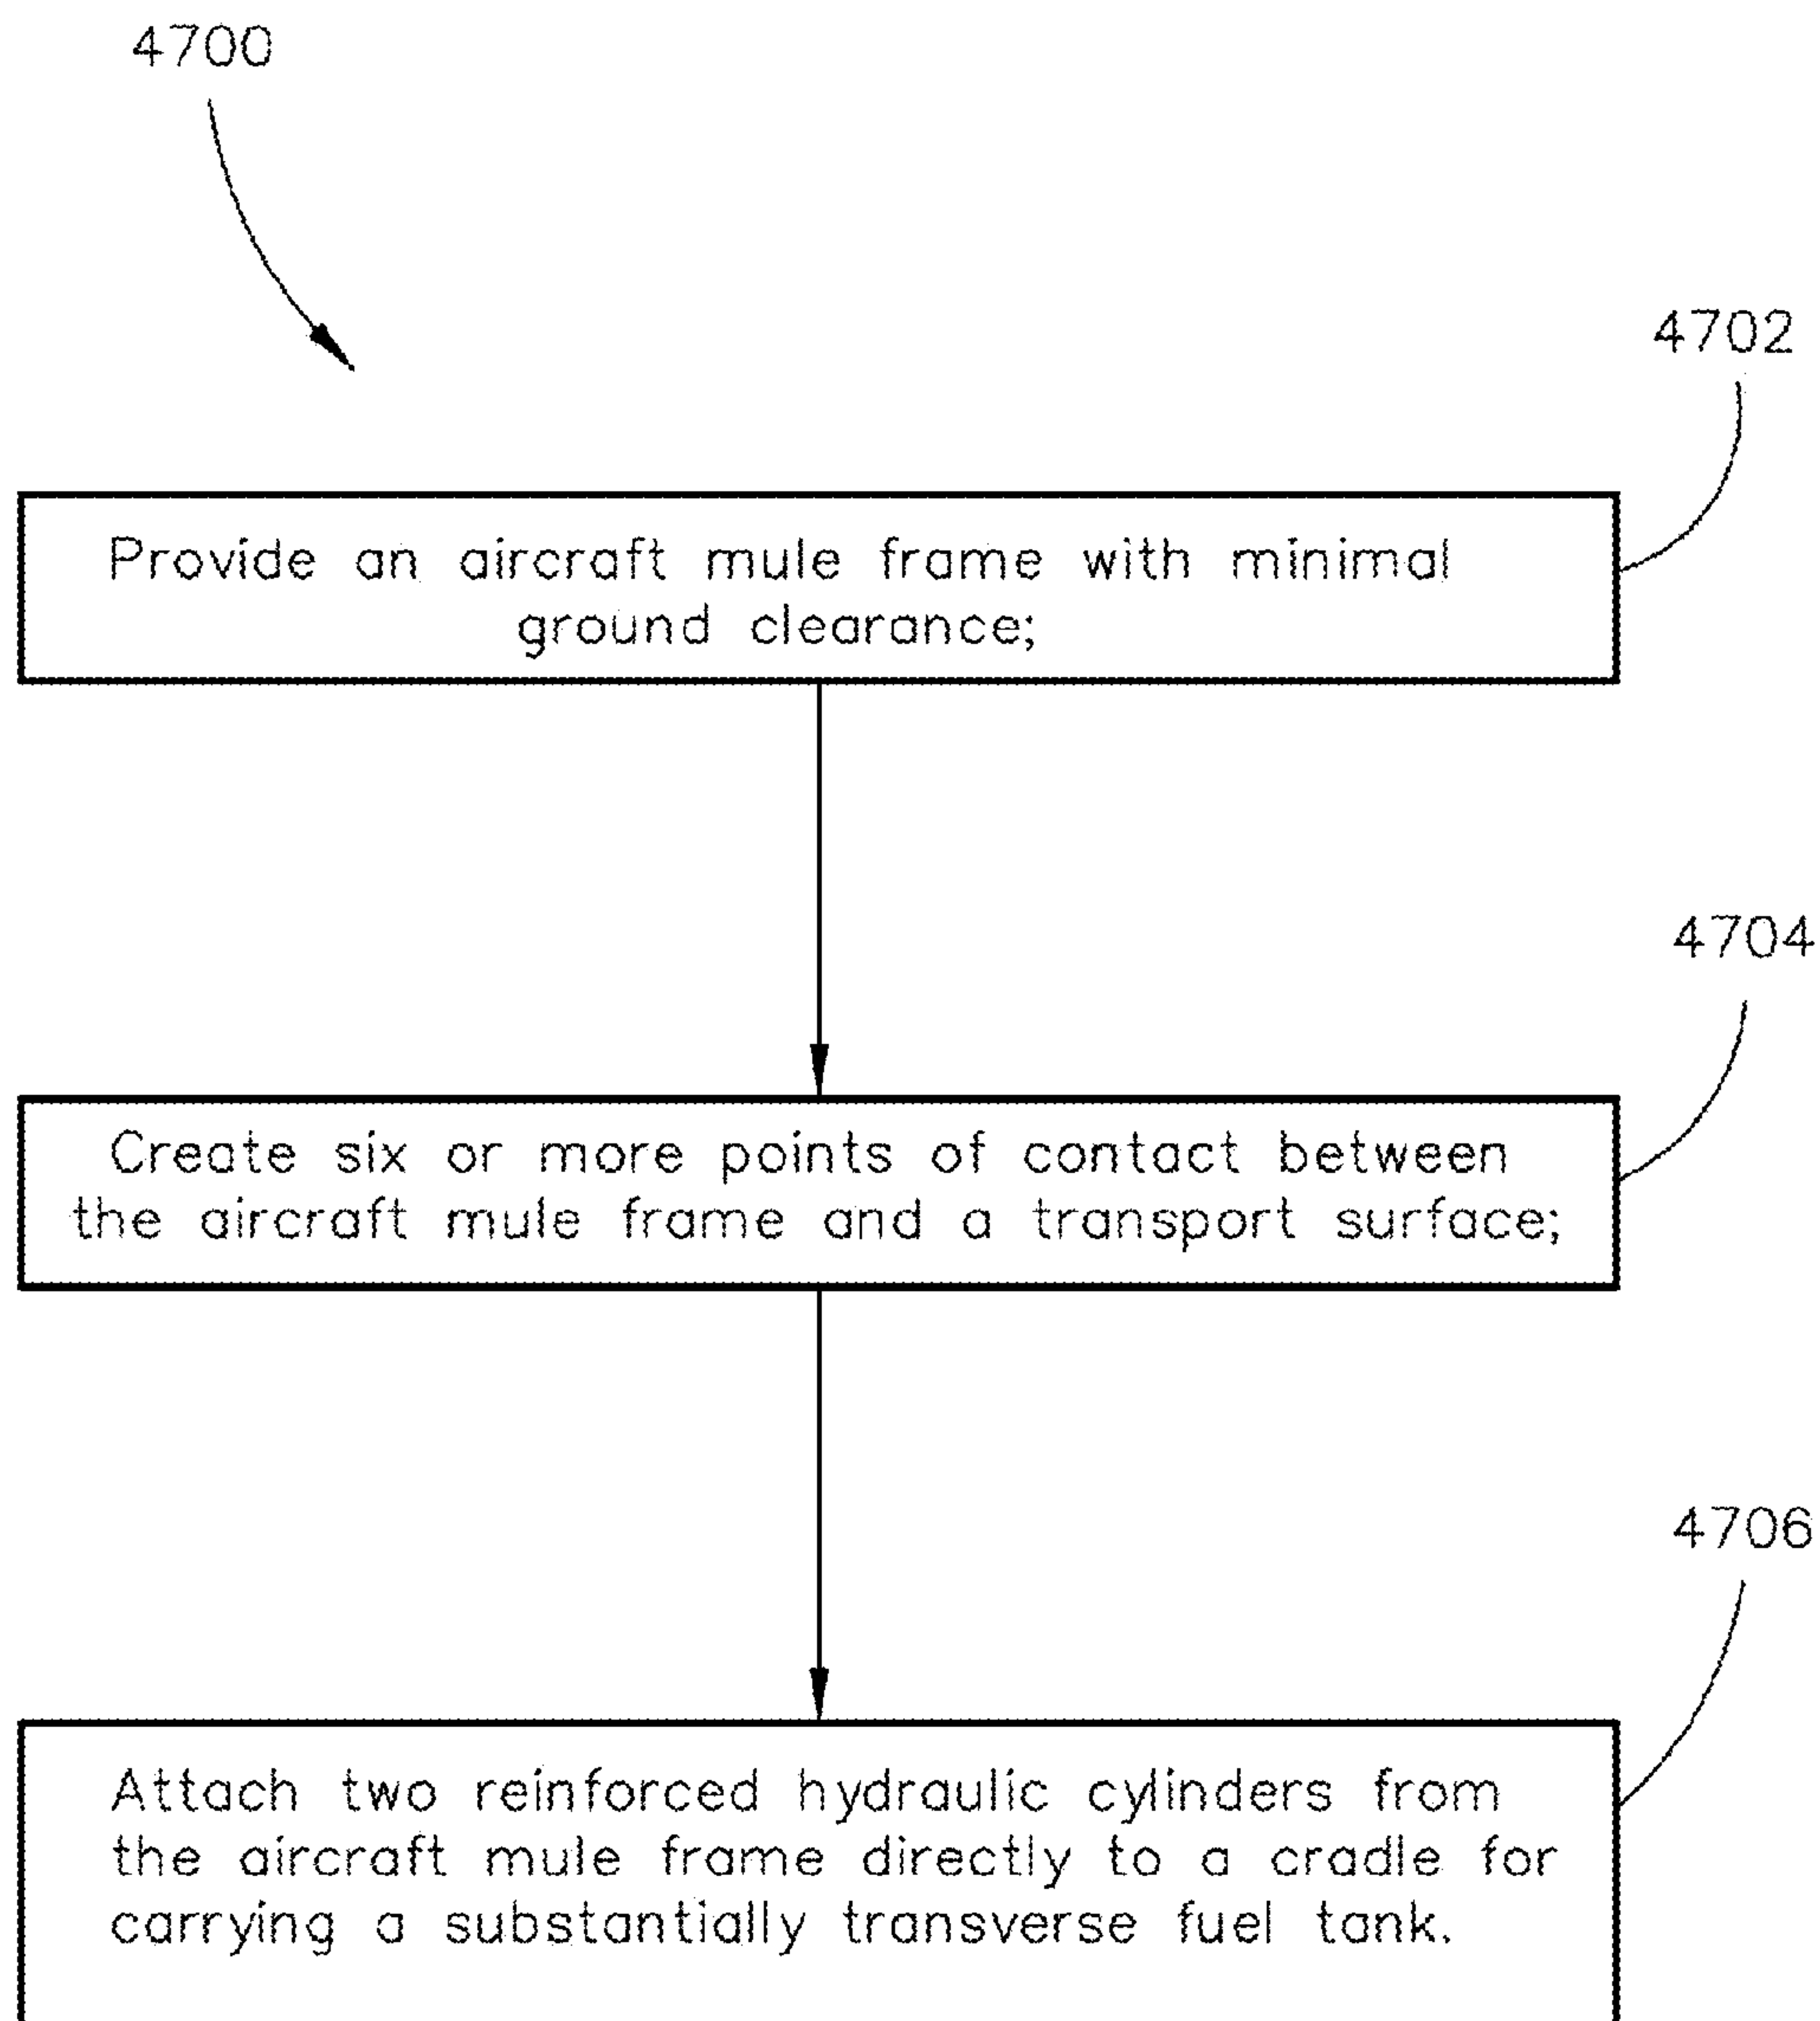 4700
4702
Provide an aircraft mule frame with minimal
ground clearance;
4704
Create six or more points of contact between
the aircraft mule frame and a transport surface;
4706
Attach two reinforced hydraulic cylinders from
the aircraft mule frame directly to a cradle for
carrying a substantially transverse fuel tank.